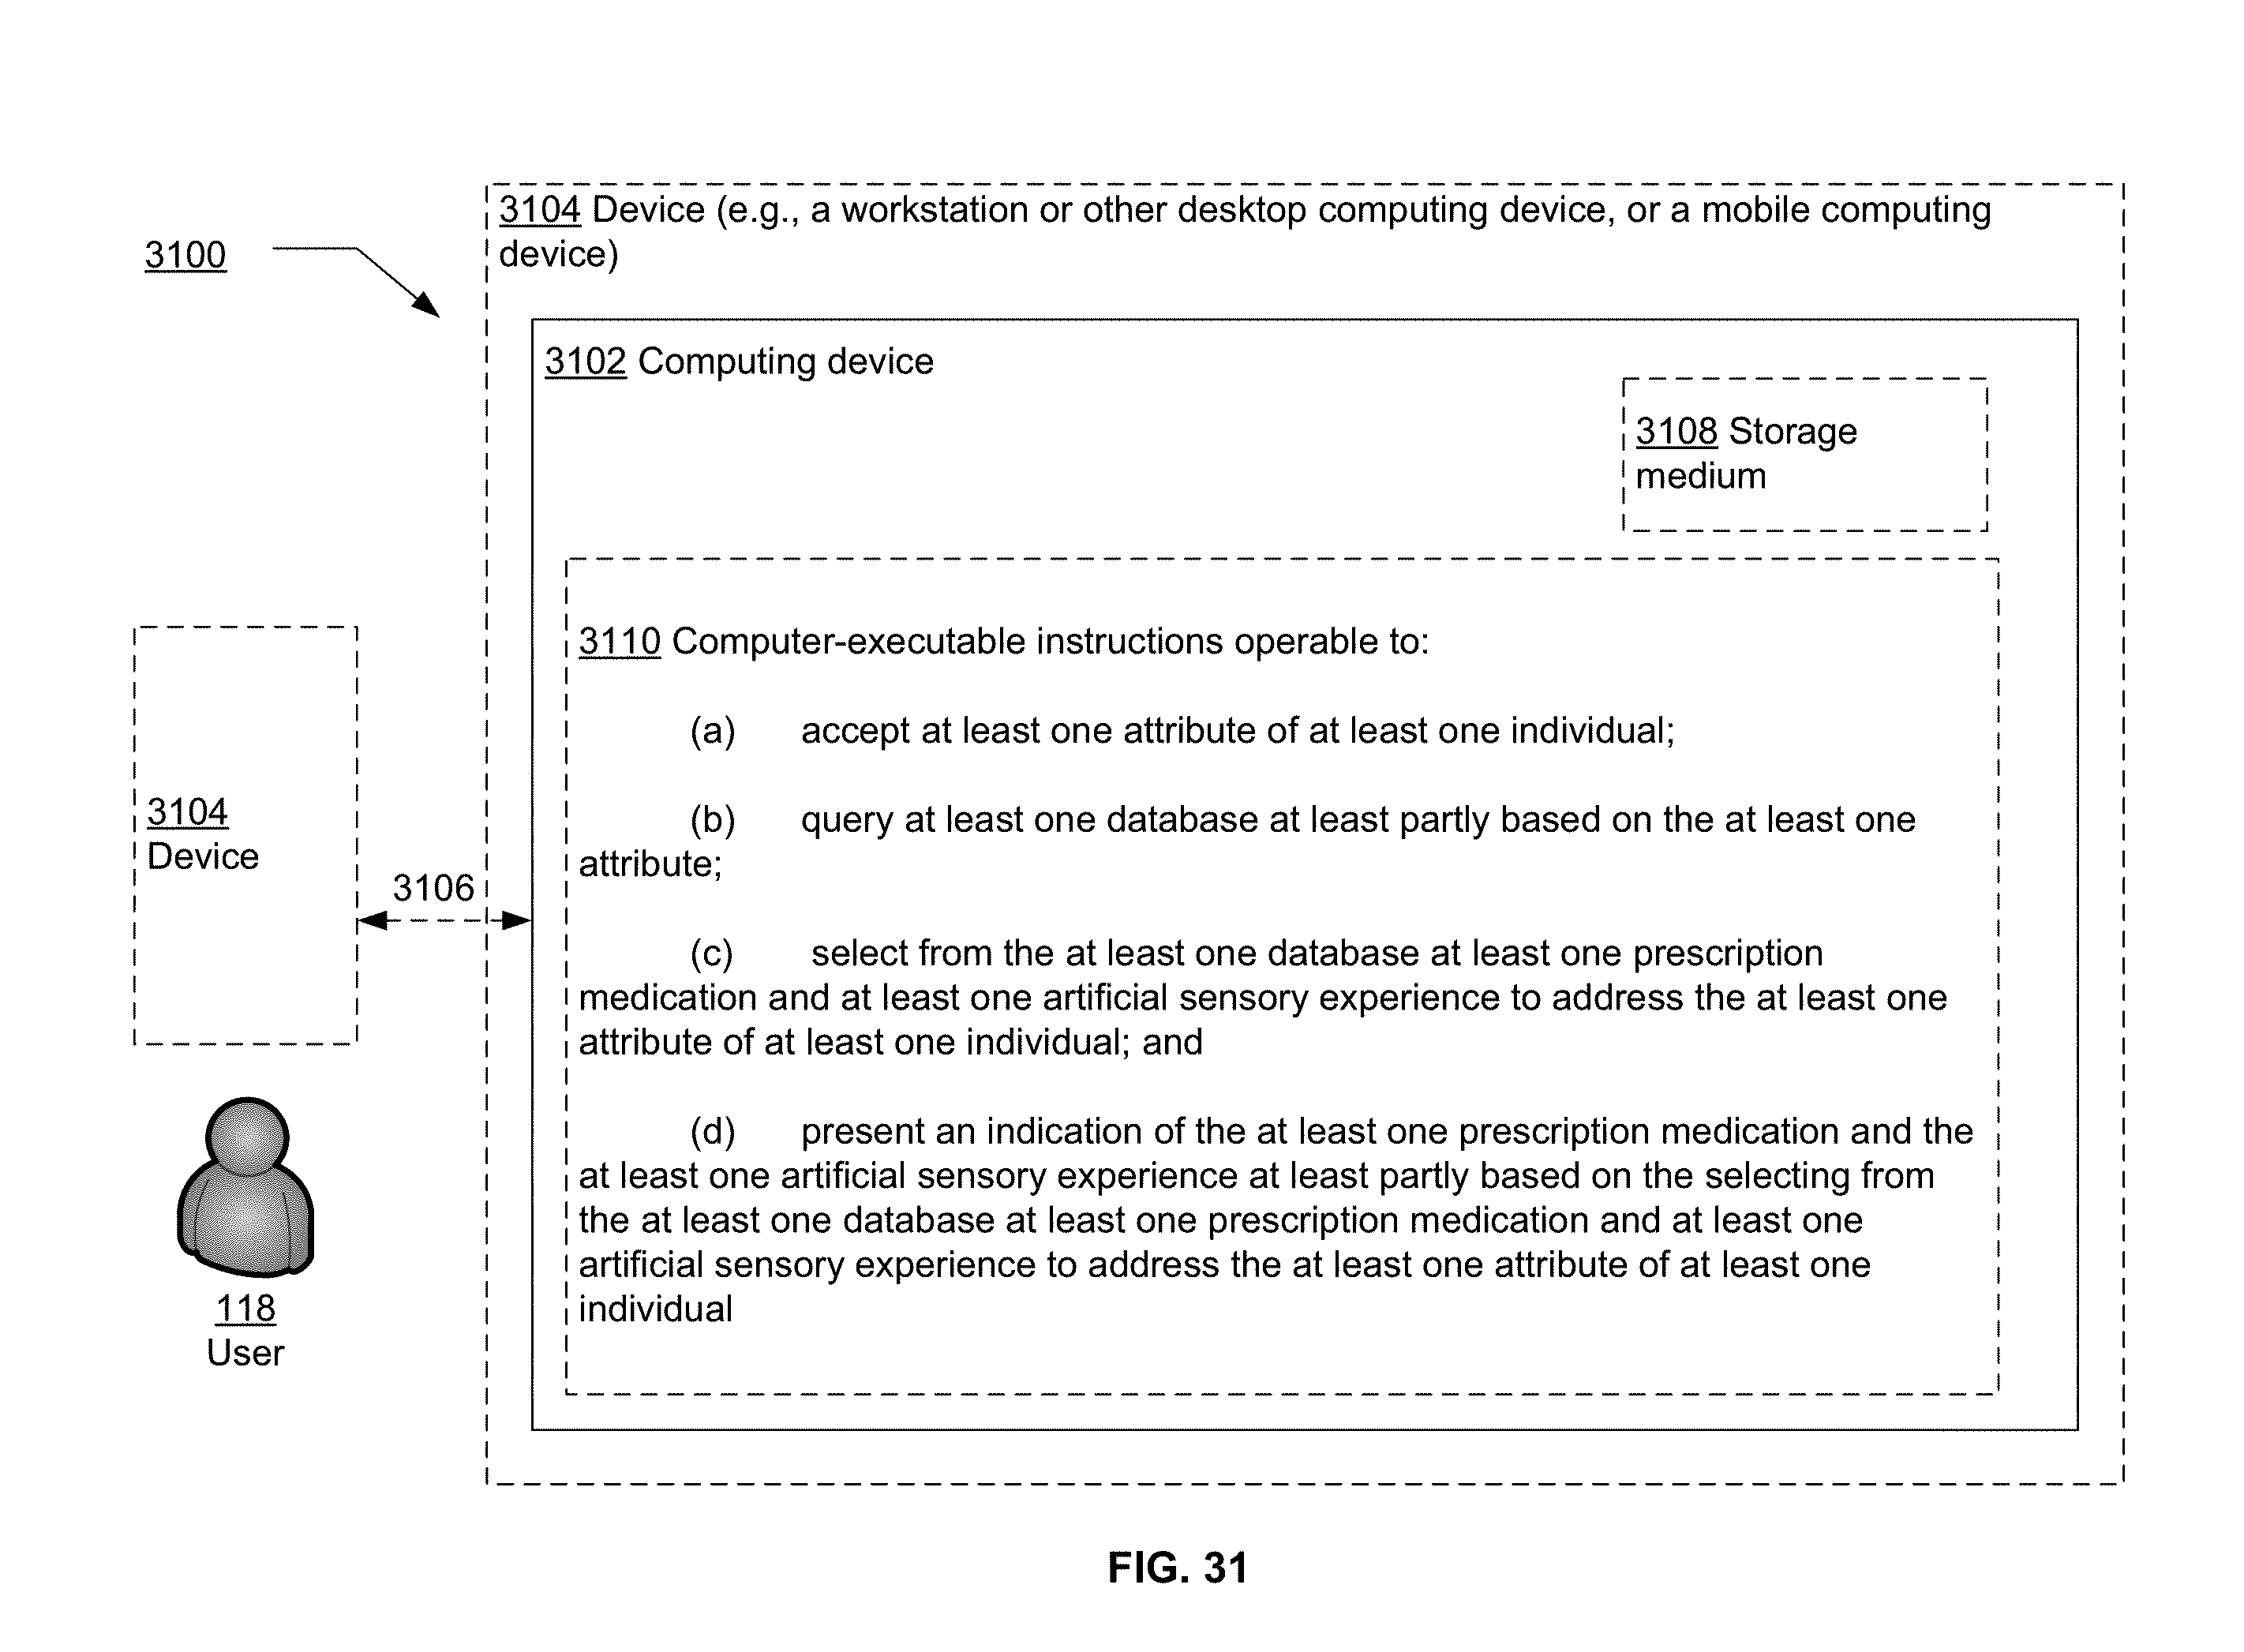 3104 Device (e.g., a workstation or other desktop computing device, or a mobile computing
device)
3100
3102 Computing device
3108 Storage
medium
3110 Computer-executable instructions operable to:
(a) accept at least one attribute of at least one individual;
(b) query at least one database at least partly based on the at least one
attribute;
(c) select from the at least one database at least one prescription
medication and at least one artificial sensory experience to address the at least one
attribute of at least one individual; and
(d) present an indication of the at least one prescription medication and the
at least one artificial sensory experience at least partly based on the selecting from
the at least one database at least one prescription medication and at least one
artificial sensory experience to address the at least one attribute of at least one
individual
3104
Device
3106
118
User
FIG. 31